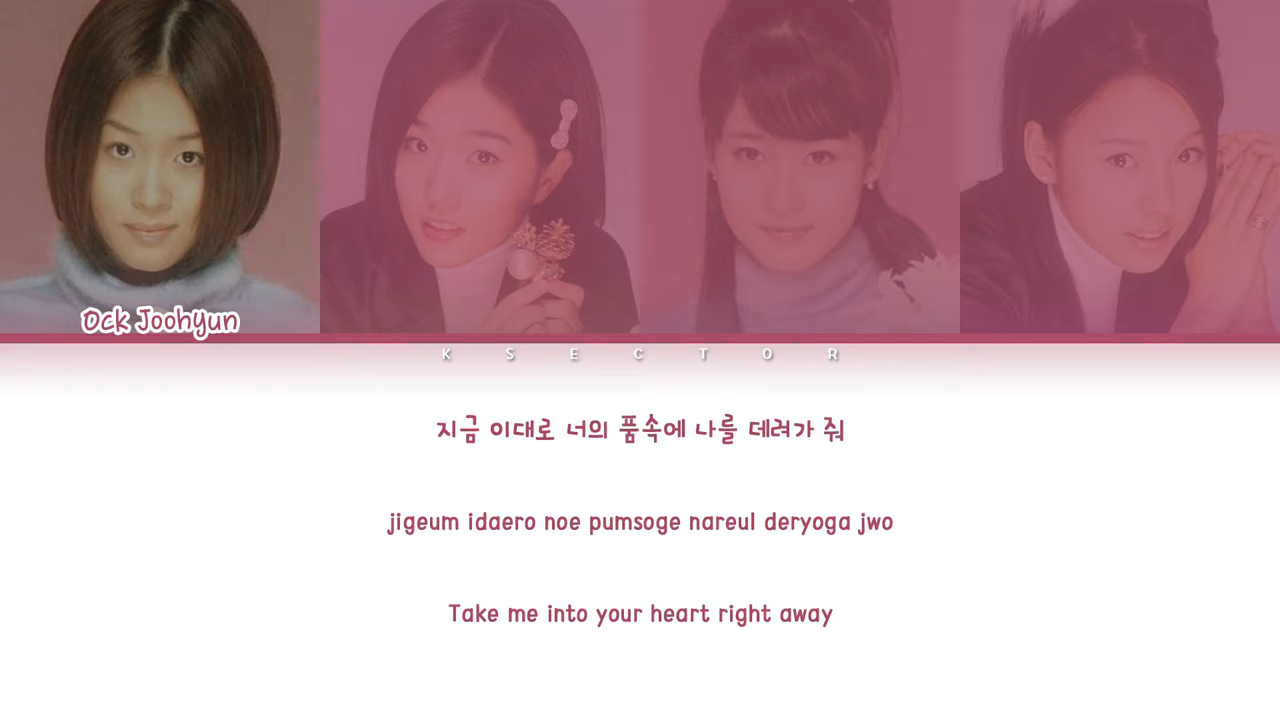 Ock Joohyun
K S E C T O R
지금 이대로 너의 품속에 나를 데려가 줘
jigeum idaero noe pumsoge nareul deryoga jwo
Take me into your heart right away